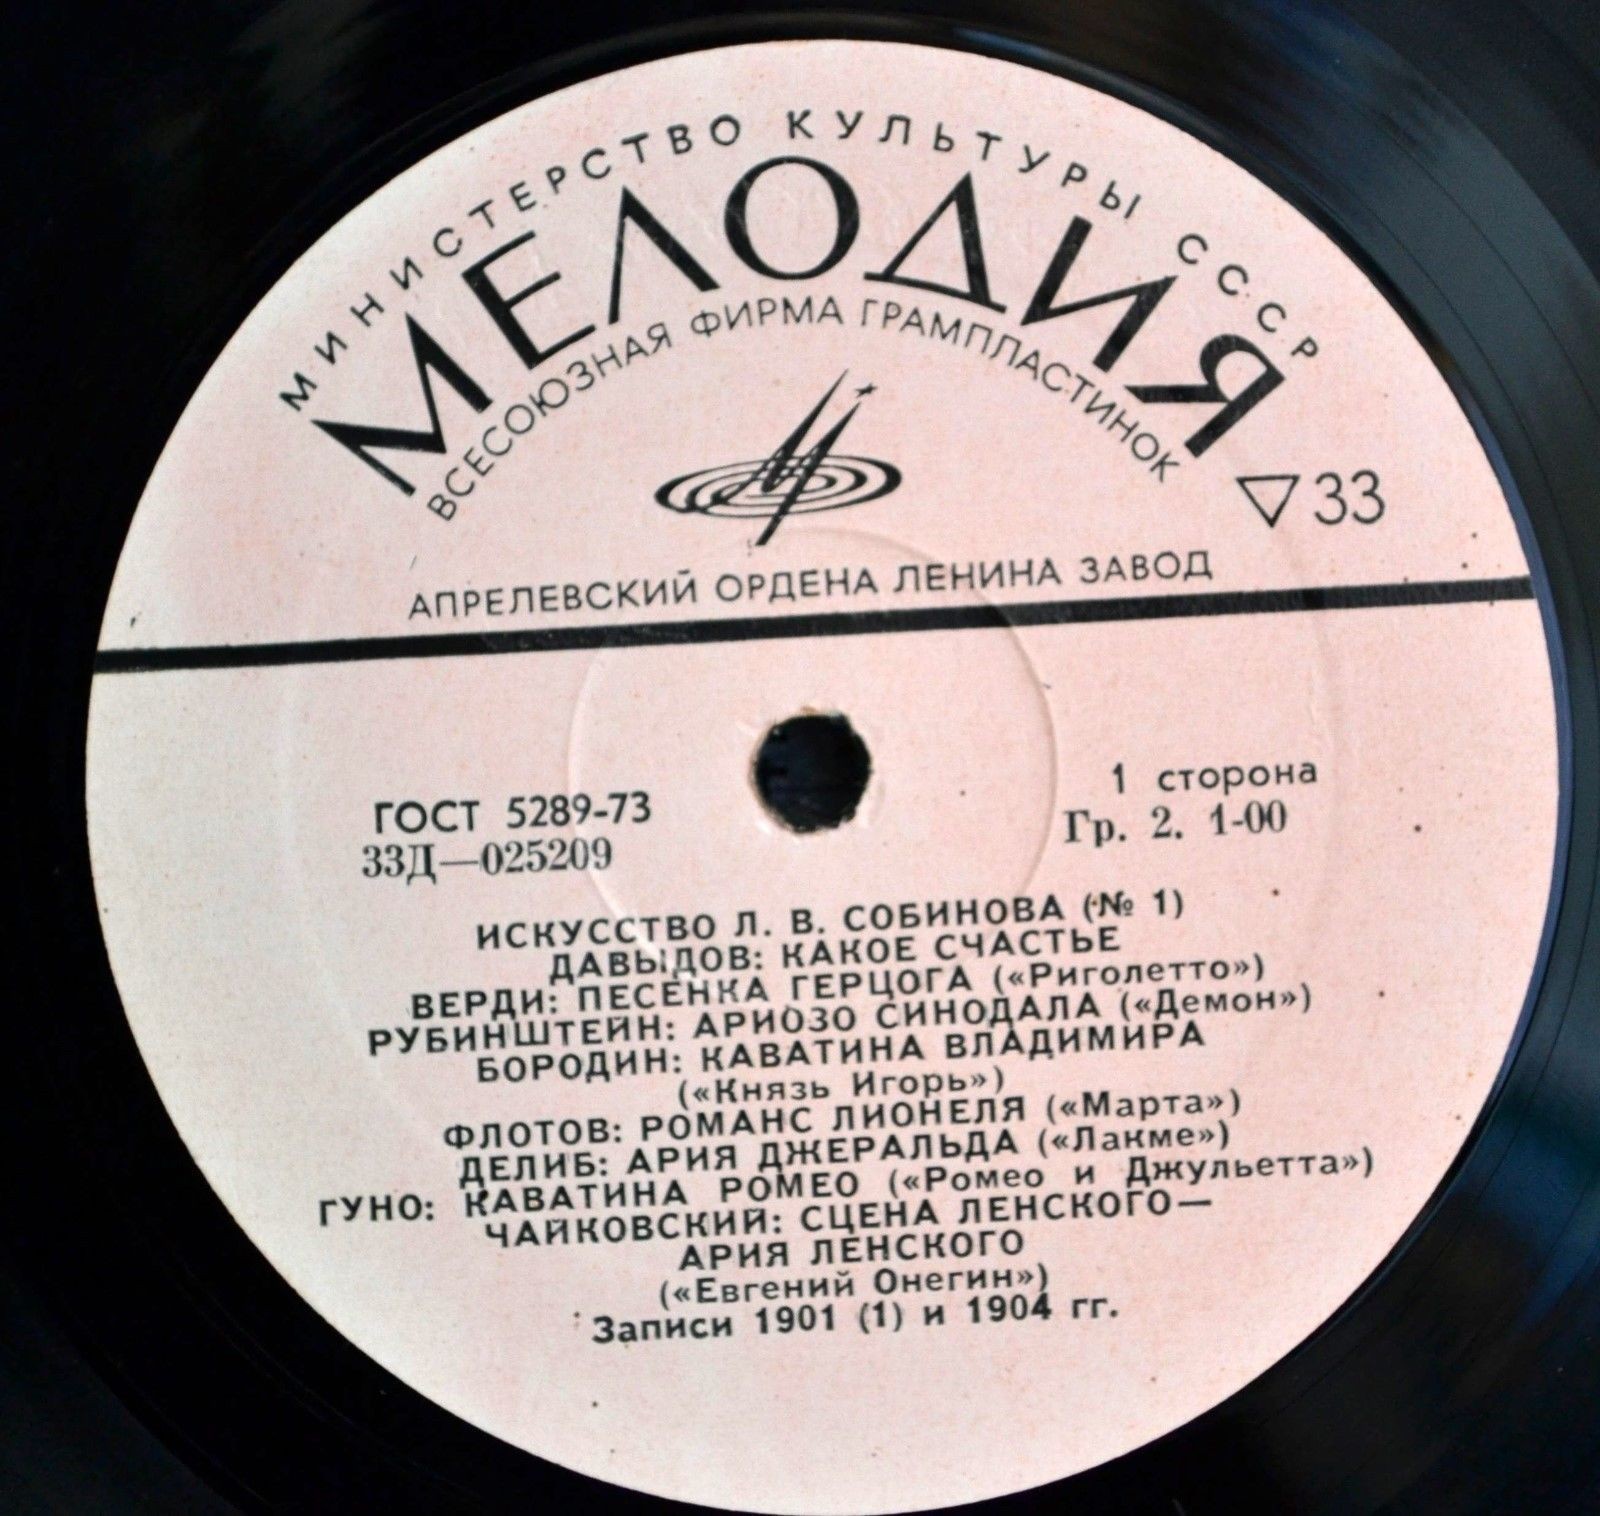 МИНИСТЕРСТВО КУЛЬТУРЫ СССР
МЕЛОДИЯ
ВСЕСОЮЗНАЯ ФИРМА ГРАМПЛАСТИНОК
▽33
АПРЕЛЕВСКИЙ ОРДЕНА ЛЕНИНА ЗАВОД
ГОСТ 5289-73
33Д—025209
1 сторона
Гр. 2. 1-00
ИСКУССТВО Л. В. СОБИНОВА (№ 1)
ДАВЫДОВ: КАКОЕ СЧАСТЬЕ
ВЕРДИ: ПЕСЕНКА ГЕРЦОГА («Риголетто»)
РУБИНШТЕЙН: АРИОЗО СИНОДАЛА («Демон»)
БОРОДИН: КАВАТИНА ВЛАДИМИРА
(«Князь Игорь»)
ФЛОТОВ: РОМАНС ЛИОНЕЛЯ («Марта»)
ДЕЛИБ: АРИЯ ДЖЕРАЛЬДА («Лакме»)
ГУНО: КАВАТИНА РОМЕО («Ромео и Джульетта»)
ЧАЙКОВСКИЙ: СЦЕНА ЛЕНСКОГО—
АРИЯ ЛЕНСКОГО
(«Евгений Онегин»)
Записи 1901 (1) и 1904 гг.